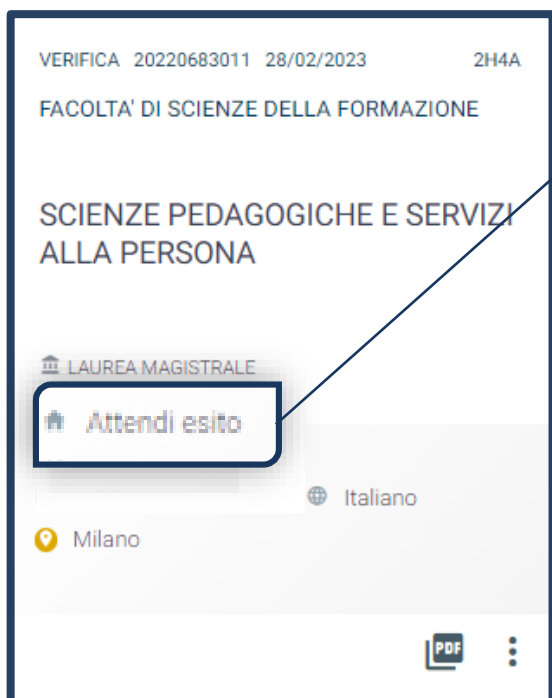 VERIFICA 20220683011 28/02/2023 2H4A
FACOLTA' DI SCIENZE DELLA FORMAZIONE
SCIENZE PEDAGOGICHE E SERVIZI
ALLA PERSONA
LAUREA MAGISTRALE
Attendi esito
Italiano
Milano
PDF